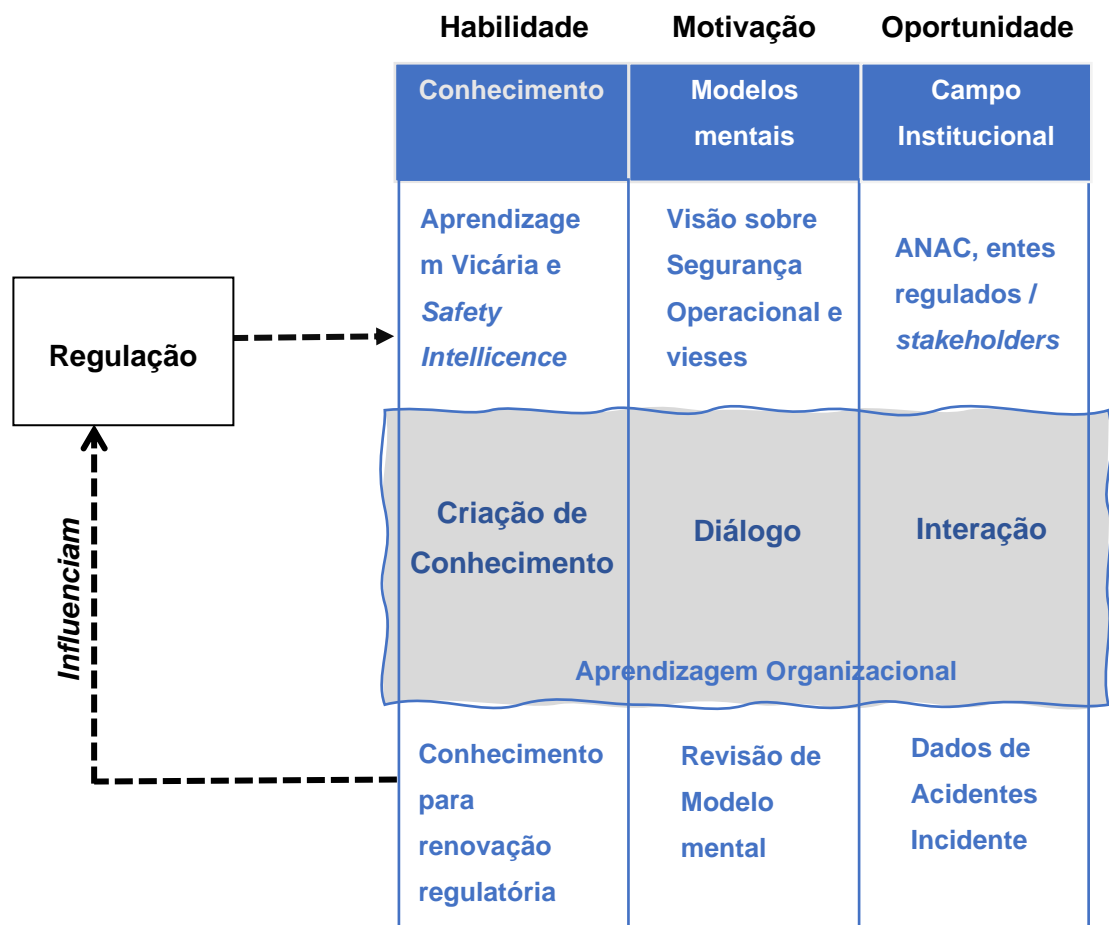 Habilidade
Motivação
Oportunidade
Conhecimento
Modelos
mentais
Campo
Institucional
Aprendizage
m Vicária e
Safety
Intellicence
Visão sobre
Segurança
Operacional e
vieses
ANAC, entes
regulados /
stakeholders
Regulação
Criação de
Conhecimento
Diálogo
Interação
Aprendizagem Organizacional
Influenciam
Conhecimento
para
renovação
regulatória
Revisão de
Modelo
mental
Dados de
Acidentes
Incidente